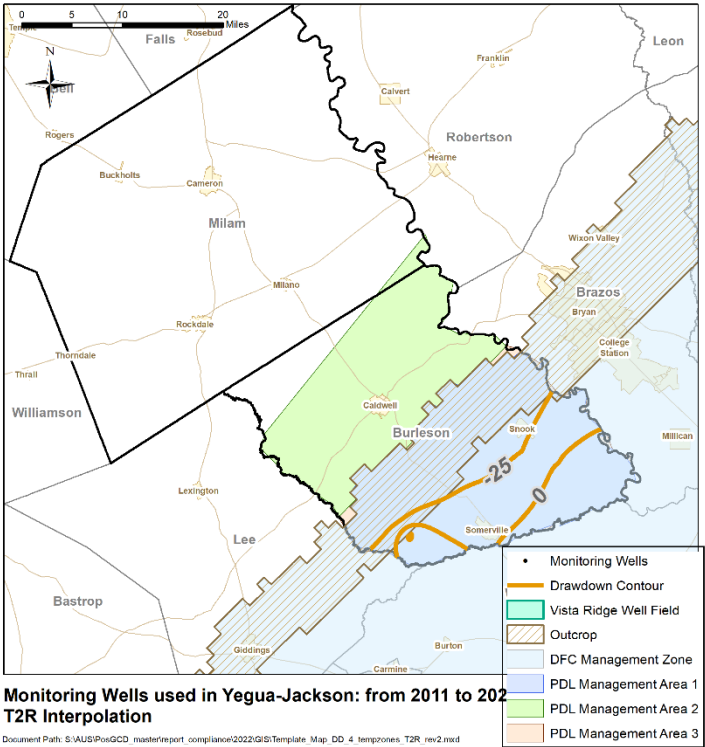 0 5 10 20
Miles
Falls
Rosebud
Leon
Temple
N
Bell
Franklin
Calvert
Rogers
Robertson
Hearne
Buckholts
Cameron
Milam
Wixon Valley
Milano
Brazos
Bryan
Rockdale
College
Station
Thorndale
Thrall
Williamson
Caldwell
Burleson
Snook
Millican
-25
0
Lexington
Somerville
Lee
Bastrop
Giddings
Burton
Carmine
Monitoring Wells
Drawdown Contour
Vista Ridge Well Field
Outcrop
DFC Management Zone
PDL Management Area 1
PDL Management Area 2
PDL Management Area 3
Monitoring Wells used in Yegua-Jackson: from 2011 to 202
T2R Interpolation
Document Path: S:\AUS\PosGCD_master\report_compliance\2022\GIS\Template_Map_DD_4_tempzones_T2R_rev2.mxd